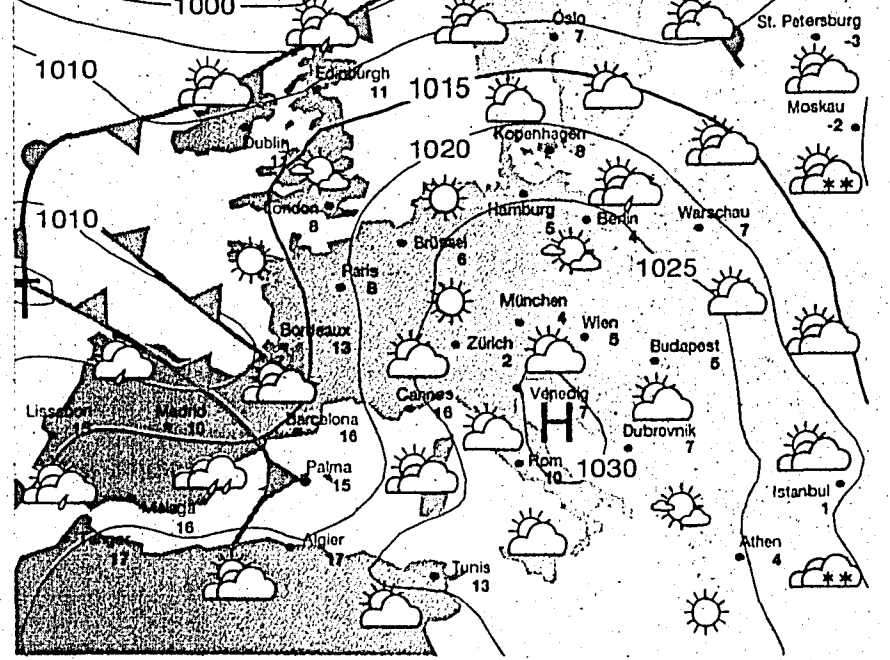 1000
Oslo
7
St. Petersburg
-3
1010
Edinburgh
11
1015
Moskau
-2
Dublin
Kopenhagen
8
1020
London
8
Hamburg
5
Berlin
4
Warschau
7
1010
Brüssel
6
Paris
8
1025
München
4
Bordeaux
13
Zürich
2
Wien
5
Budapest
5
Cannes
16
Venedig
7
Lissabon
15
Madrid
10
Barcelona
16
H
Dubrovnik
7
Palma
15
Rom
10
1030
Istanbul
1
Malaga
16
Tanger
17
Algier
17
Athen
4
Tunis
13